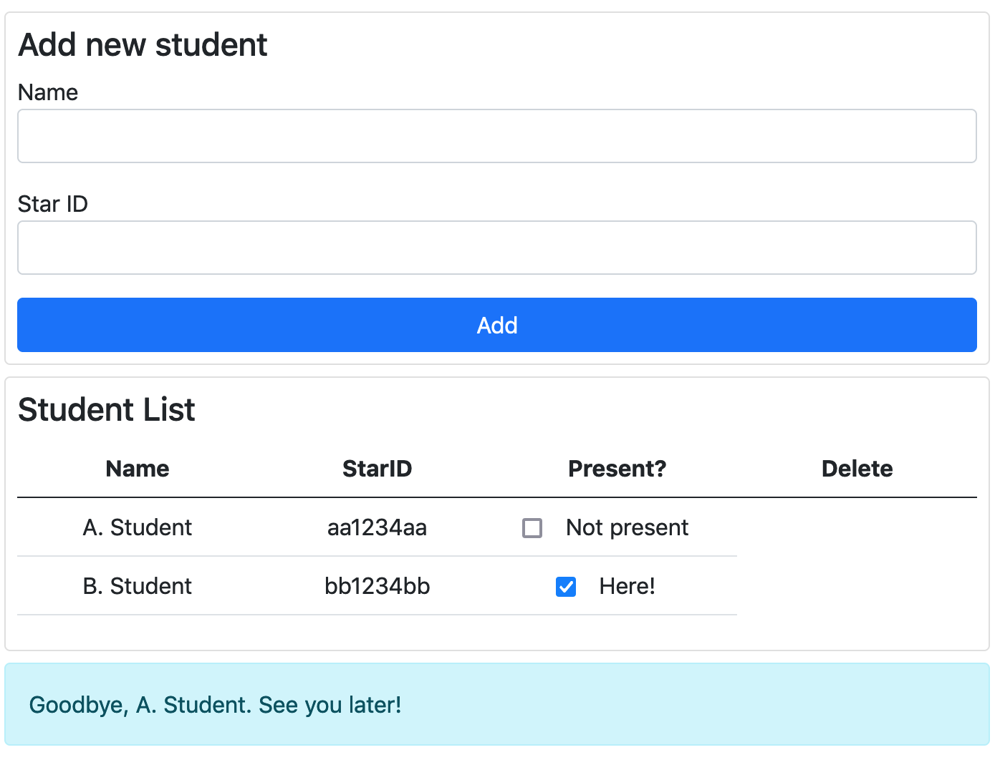 Add new student
Name
Star ID
Add
Student List
Name StarID Present? Delete
A. Student aa1234aa Not present
B. Student bb1234bb Here!
Goodbye, A. Student. See you later!